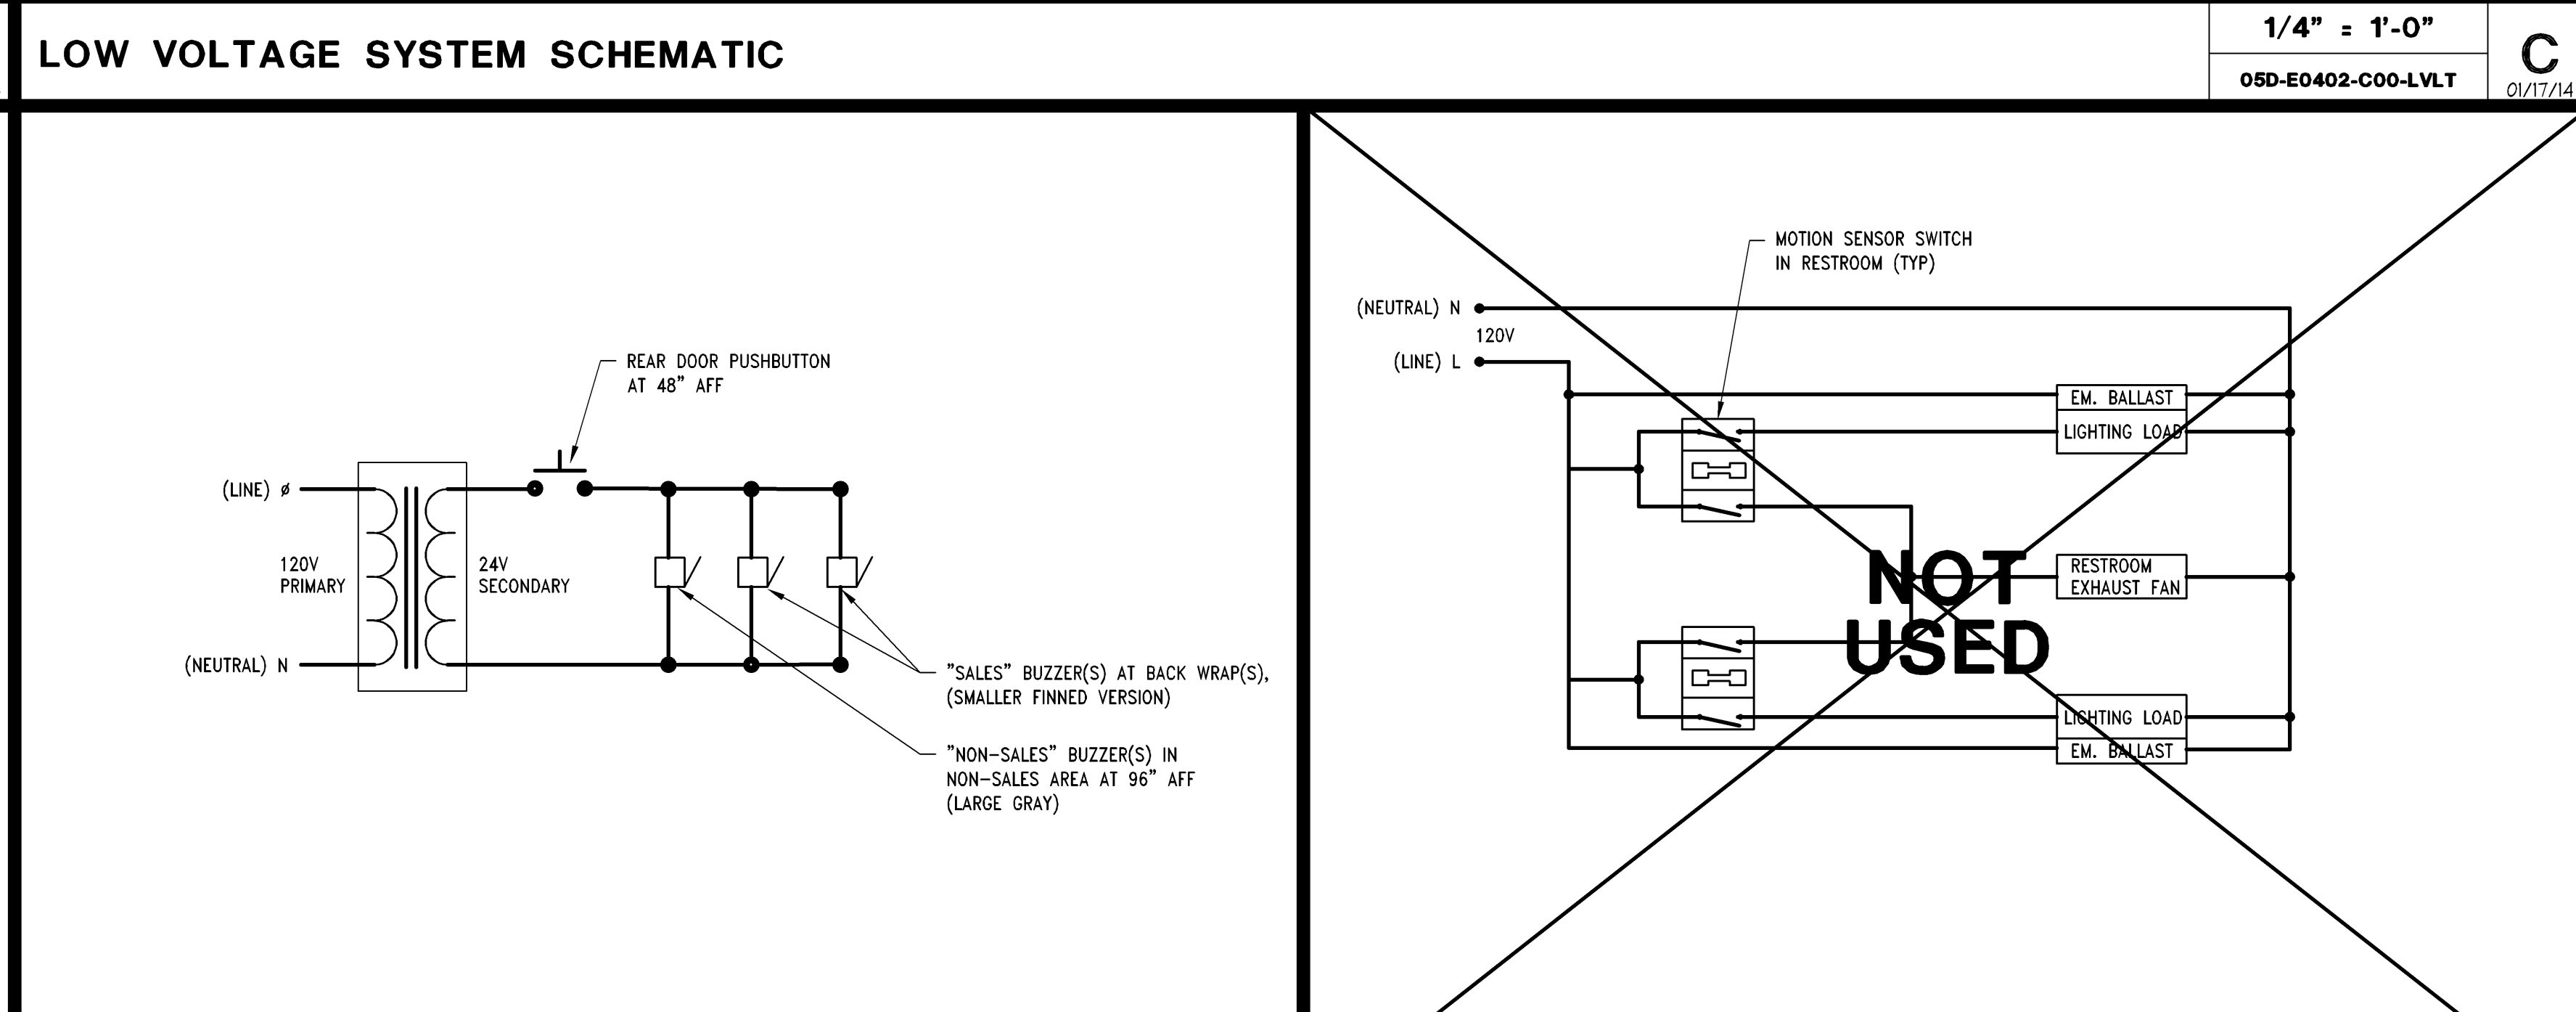 LOW VOLTAGE SYSTEM SCHEMATIC
1/4” = 1'-0”
05D-E0402-C00-LVLT
C
01/17/14
REAR DOOR PUSHBUTTON
AT 48” AFF
(LINE) ø
120V
PRIMARY
24V
SECONDARY
(NEUTRAL) N
”SALES” BUZZER(S) AT BACK WRAP(S),
(SMALLER FINNED VERSION)
”NON-SALES” BUZZER(S) IN
NON-SALES AREA AT 96” AFF
(LARGE GRAY)
MOTION SENSOR SWITCH
IN RESTROOM (TYP)
(NEUTRAL) N
120V
(LINE) L
EM. BALLAST
LIGHTING LOAD
RESTROOM
EXHAUST FAN
NOT
USED
LIGHTING LOAD
EM. BALLAST